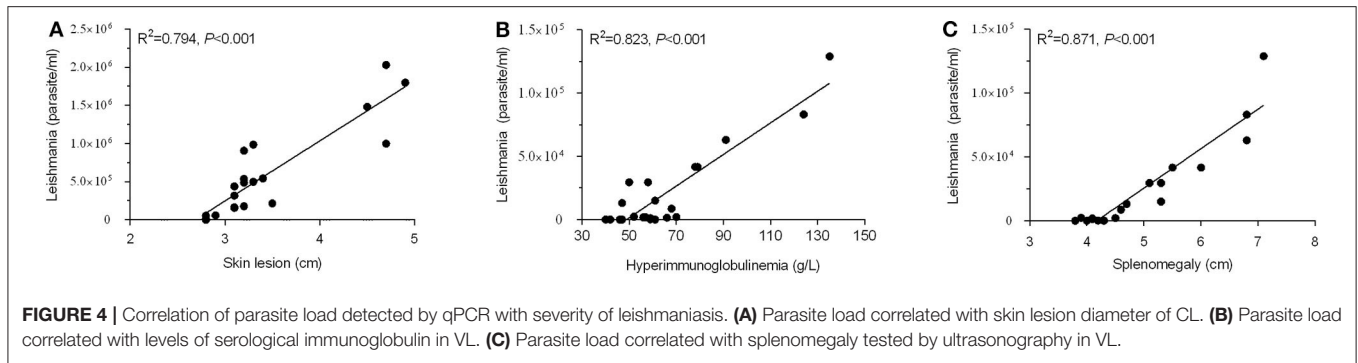 A
R²=0.794, P<0.001
Leishmania (parasite/ml)
2.5×10⁶
2.0×10⁶
1.5×10⁶
1.0×10⁶
5.0×10⁵
0
2 3 4 5
Skin lesion (cm)
B
R²=0.823, P<0.001
Leishmania (parasite/ml)
1.5×10⁵
1.0×10⁵
5.0×10⁴
0
30 50 70 90 110 130 150
Hyperimmunoglobulinemia (g/L)
C
R²=0.871, P<0.001
Leishmania (parasite/ml)
1.5×10⁵
1.0×10⁵
5.0×10⁴
0
3 4 5 6 7 8
Splenomegaly (cm)
FIGURE 4 | Correlation of parasite load detected by qPCR with severity of leishmaniasis. (A) Parasite load correlated with skin lesion diameter of CL. (B) Parasite load
correlated with levels of serological immunoglobulin in VL. (C) Parasite load correlated with splenomegaly tested by ultrasonography in VL.